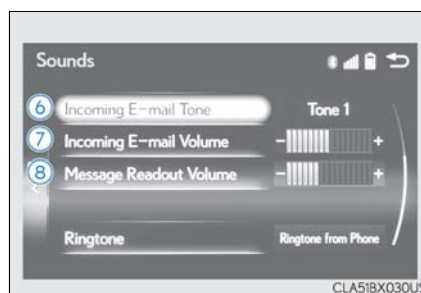 Sounds
6 Incoming E-mail Tone Tone 1
7 Incoming E-mail Volume - +
8 Message Readout Volume - +
Ringtone Ringtone from Phone
CLA51BX030US